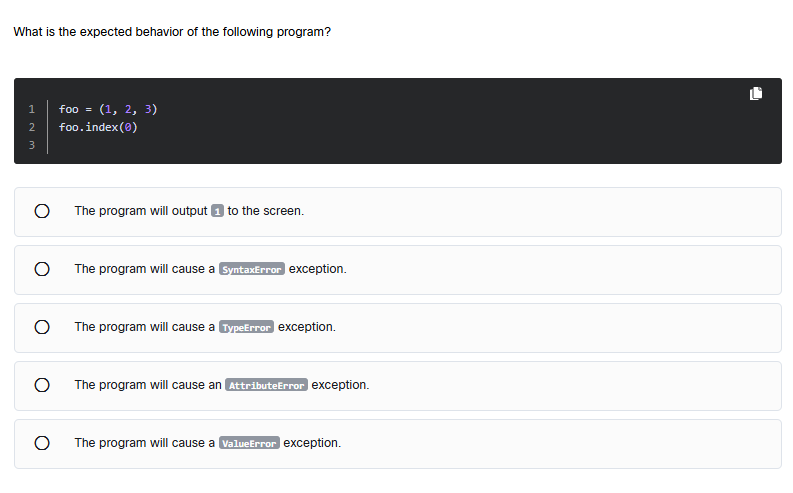 What is the expected behavior of the following program?
1 foo = (1, 2, 3)
2 foo.index(0)
3
The program will output 1 to the screen.
The program will cause a SyntaxError exception.
The program will cause a TypeError exception.
The program will cause an AttributeError exception.
The program will cause a ValueError exception.